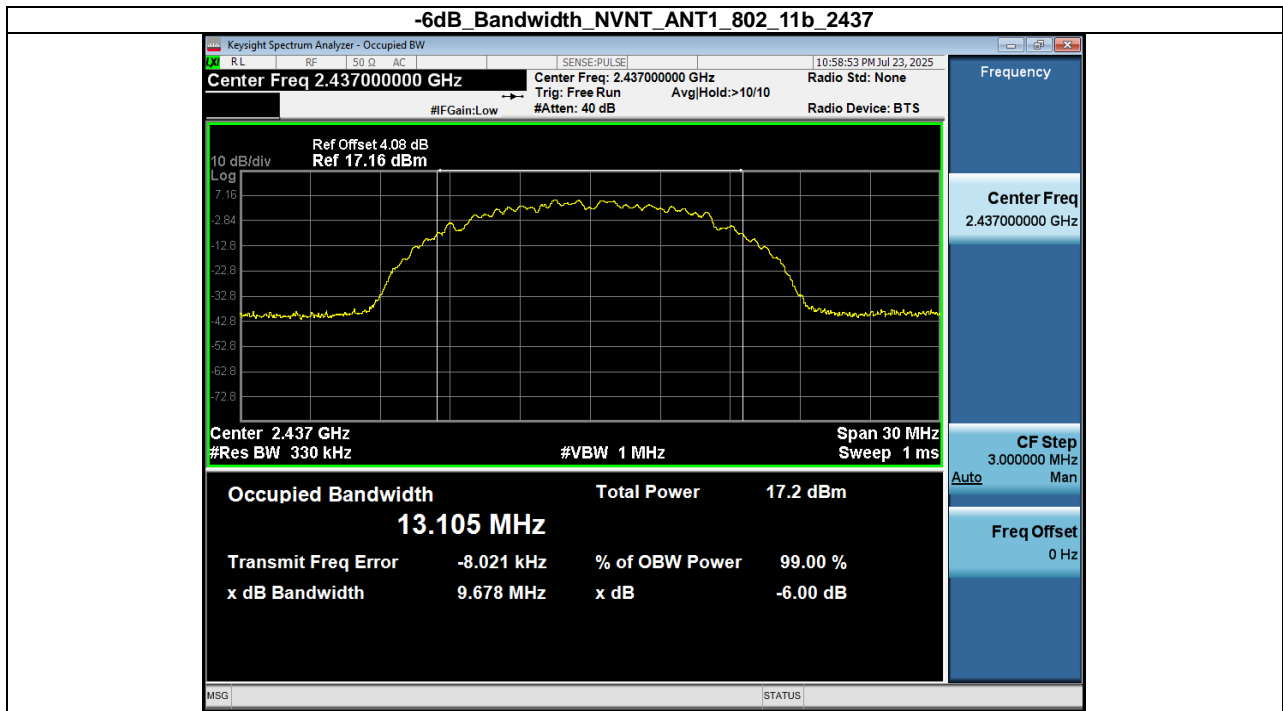 -6dB_Bandwidth_NVNT_ANT1_802_11b_2437
Keysight Spectrum Analyzer - Occupied BW
LXI RL RF 50 Ω AC SENSE:PULSE 10:58:53 PM Jul 23, 2025
Center Freq 2.437000000 GHz
Center Freq: 2.437000000 GHz
Radio Std: None
Trig: Free Run Avg|Hold:>10/10
#IFGain:Low
#Atten: 40 dB
Radio Device: BTS
Ref Offset 4.08 dB
10 dB/div Ref 17.16 dBm
Log
7.16
-2.84
-12.8
-22.8
-32.8
-42.8
-52.8
-62.8
-72.8
Center 2.437 GHz Span 30 MHz
#Res BW 330 kHz #VBW 1 MHz Sweep 1 ms
Occupied Bandwidth Total Power 17.2 dBm
13.105 MHz
Transmit Freq Error -8.021 kHz % of OBW Power 99.00 %
x dB Bandwidth 9.678 MHz x dB -6.00 dB
Frequency
Center Freq
2.437000000 GHz
CF Step
3.000000 MHz
Auto Man
Freq Offset
0 Hz
MSG STATUS